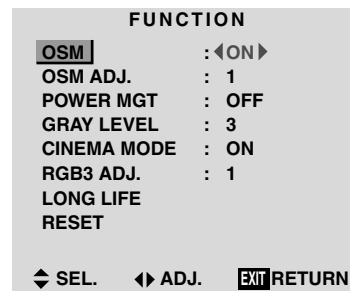 FUNCTION
OSM : ◀ON▶
OSM ADJ. : 1
POWER MGT : OFF
GRAY LEVEL : 3
CINEMA MODE : ON
RGB3 ADJ. : 1
LONG LIFE
RESET
SEL. ADJ. EXIT RETURN